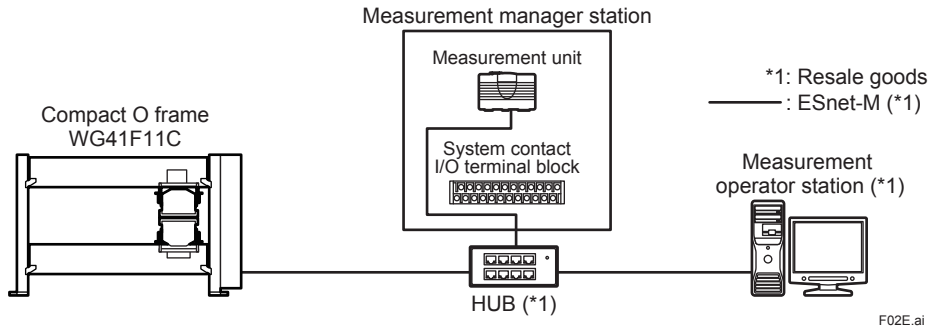 Measurement manager station
Measurement unit
*1: Resale goods
: ESnet-M (*1)
Compact O frame
WG41F11C
System contact
I/O terminal block
Measurement
operator station (*1)
HUB (*1)
F02E.ai